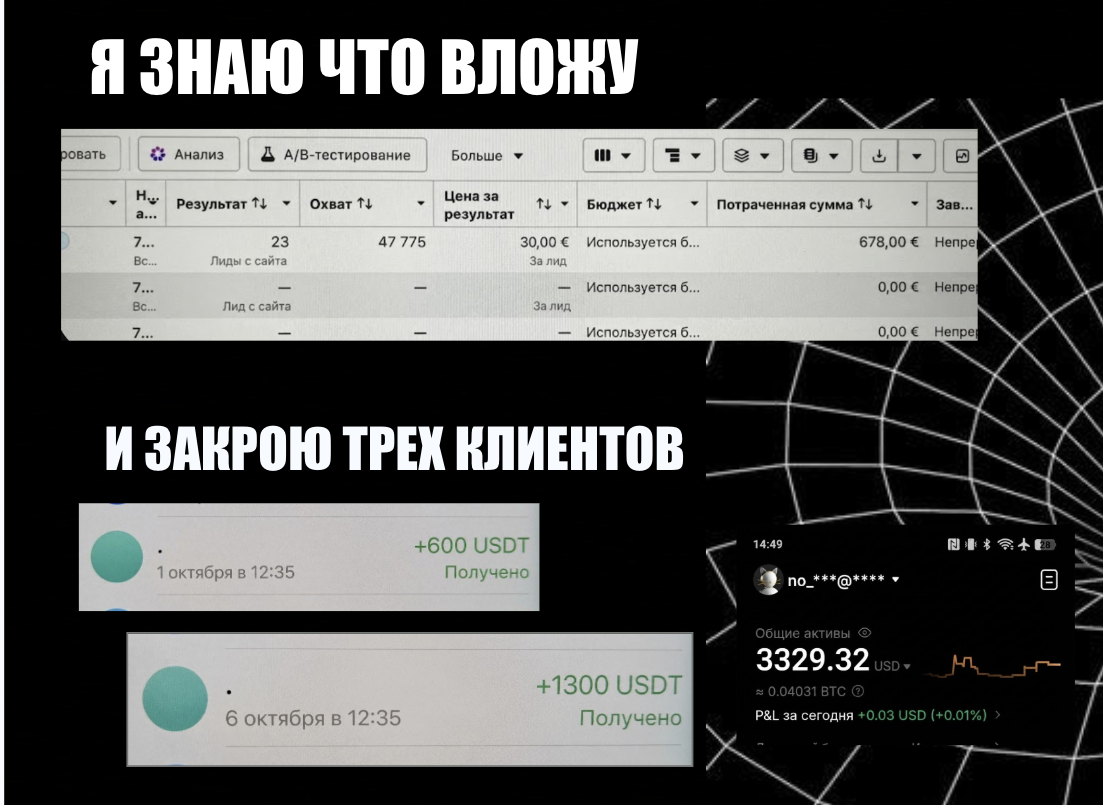 Я ЗНАЮ ЧТО ВЛОЖУ
ровать Анализ A/B-тестирование Больше
Н... а... Результат ↑↓ Охват ↑↓ Цена за результат ↑↓ Бюджет ↑↓ Потраченная сумма ↑↓ Зав...
7... 23 47 775 30,00 € Используется б... 678,00 € Непре
Вс... Лиды с сайта За лид
7... — — — Используется б... 0,00 € Непре
Вс... Лид с сайта За лид
7... — — — Используется б... 0,00 € Непре
И ЗАКРОЮ ТРЕХ КЛИЕНТОВ
. +600 USDT
1 октября в 12:35 Получено
. +1300 USDT
6 октября в 12:35 Получено
14:49 28
no_***@****
Общие активы
3329.32 USD
≈ 0.04031 BTC
P&L за сегодня +0.03 USD (+0.01%)